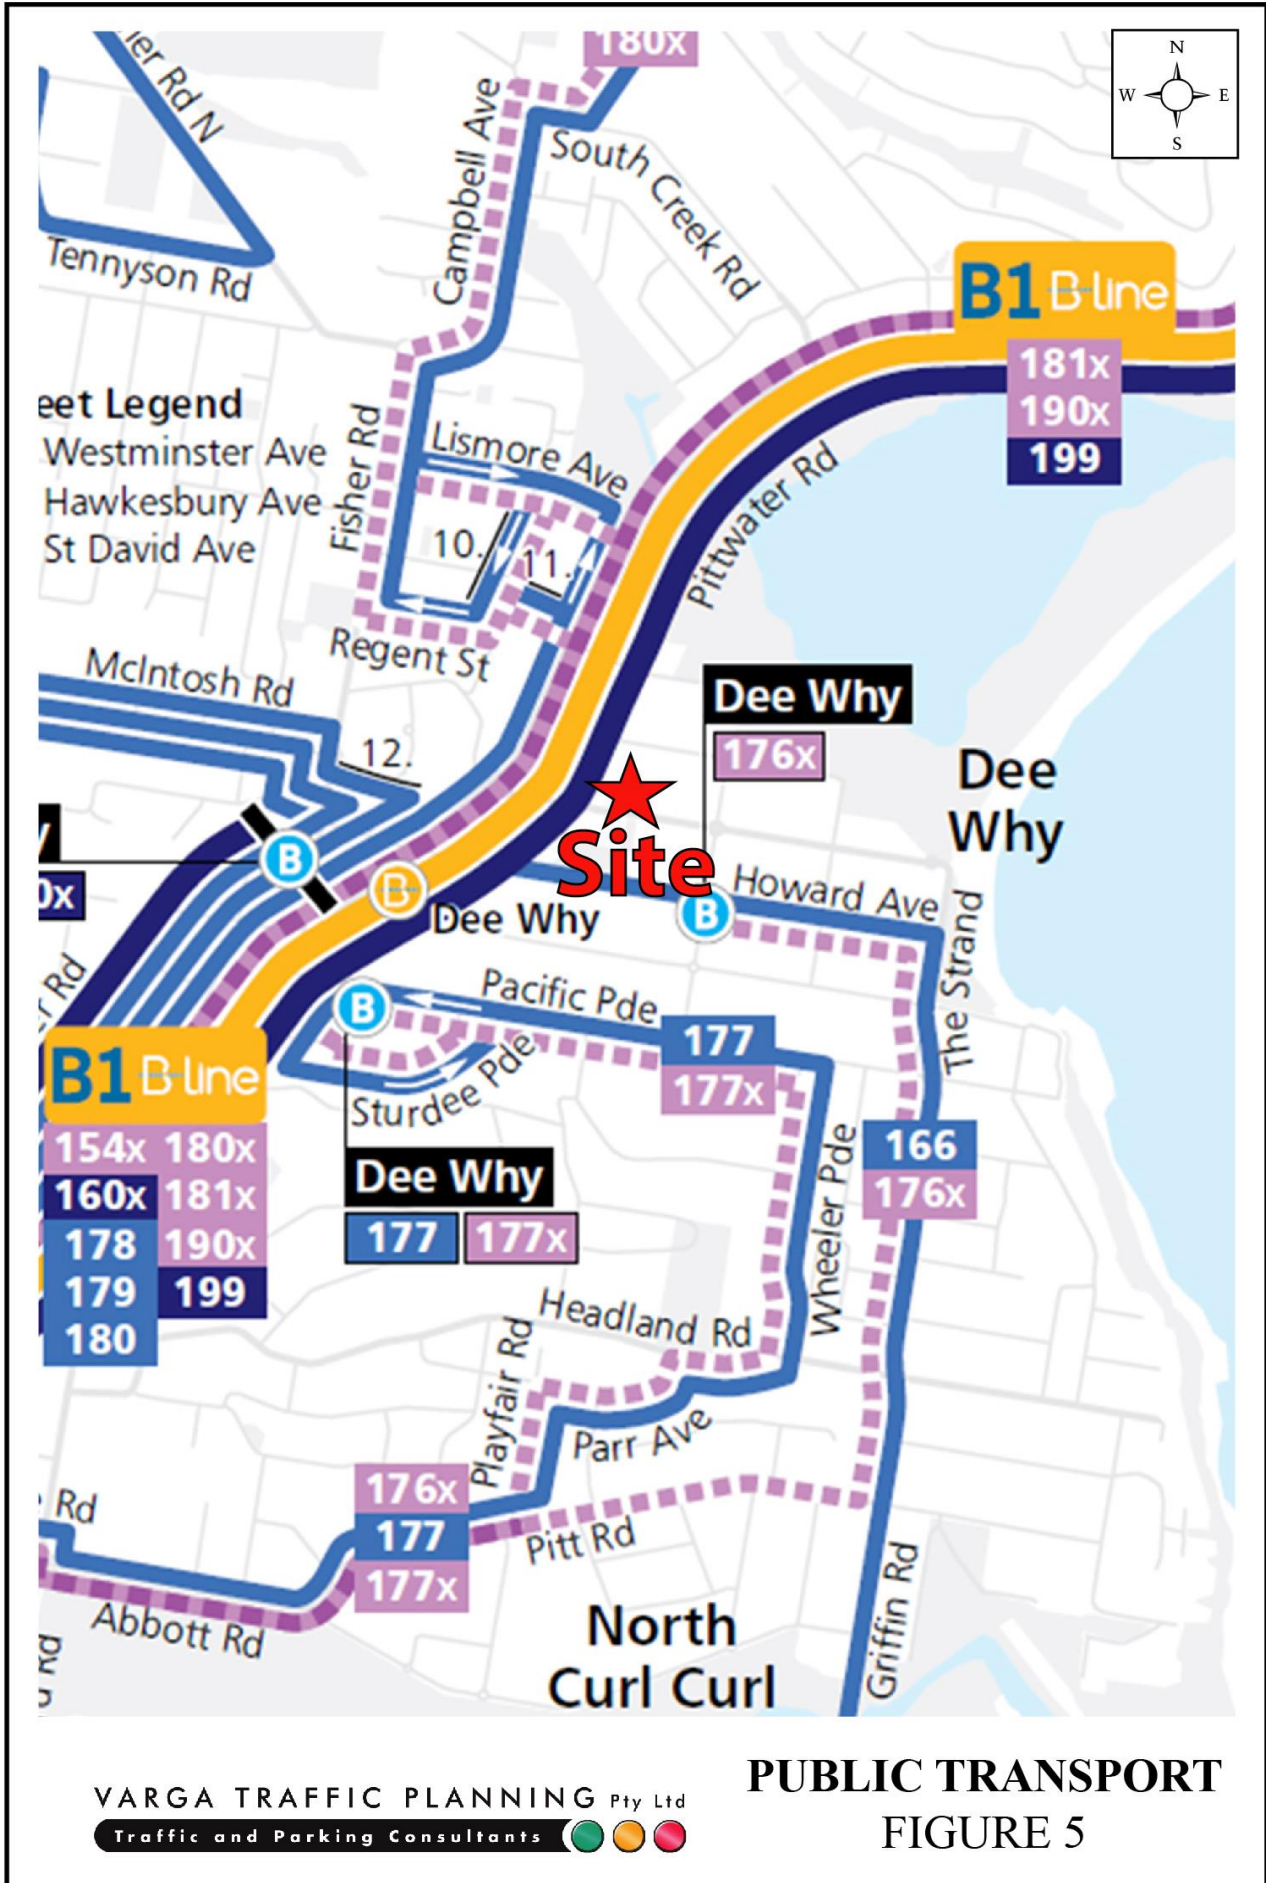 180x
N
W E
S
ier Rd N
Campbell Ave
South Creek Rd
Tennyson Rd
B1 B-line
181x
190x
199
eet Legend
Westminster Ave
Hawkesbury Ave
St David Ave
Fisher Rd
Lismore Ave
10.
11.
Pittwater Rd
Regent St
McIntosh Rd
12.
Dee Why
176x
Dee
Why
Site
y
0x
B
B
Dee Why
B
Howard Ave
The Strand
er Rd
B
Pacific Pde
Sturdee Pde
177
177x
B1 B-line
154x 180x
160x 181x
178 190x
179 199
180
Dee Why
177 177x
Wheeler Pde
166
176x
Headland Rd
Playfair Rd
Parr Ave
Rd
176x
177
177x
Pitt Rd
Abbott Rd
Rd
North
Curl Curl
Griffin Rd
VARGA TRAFFIC PLANNING Pty Ltd
Traffic and Parking Consultants
PUBLIC TRANSPORT
FIGURE 5